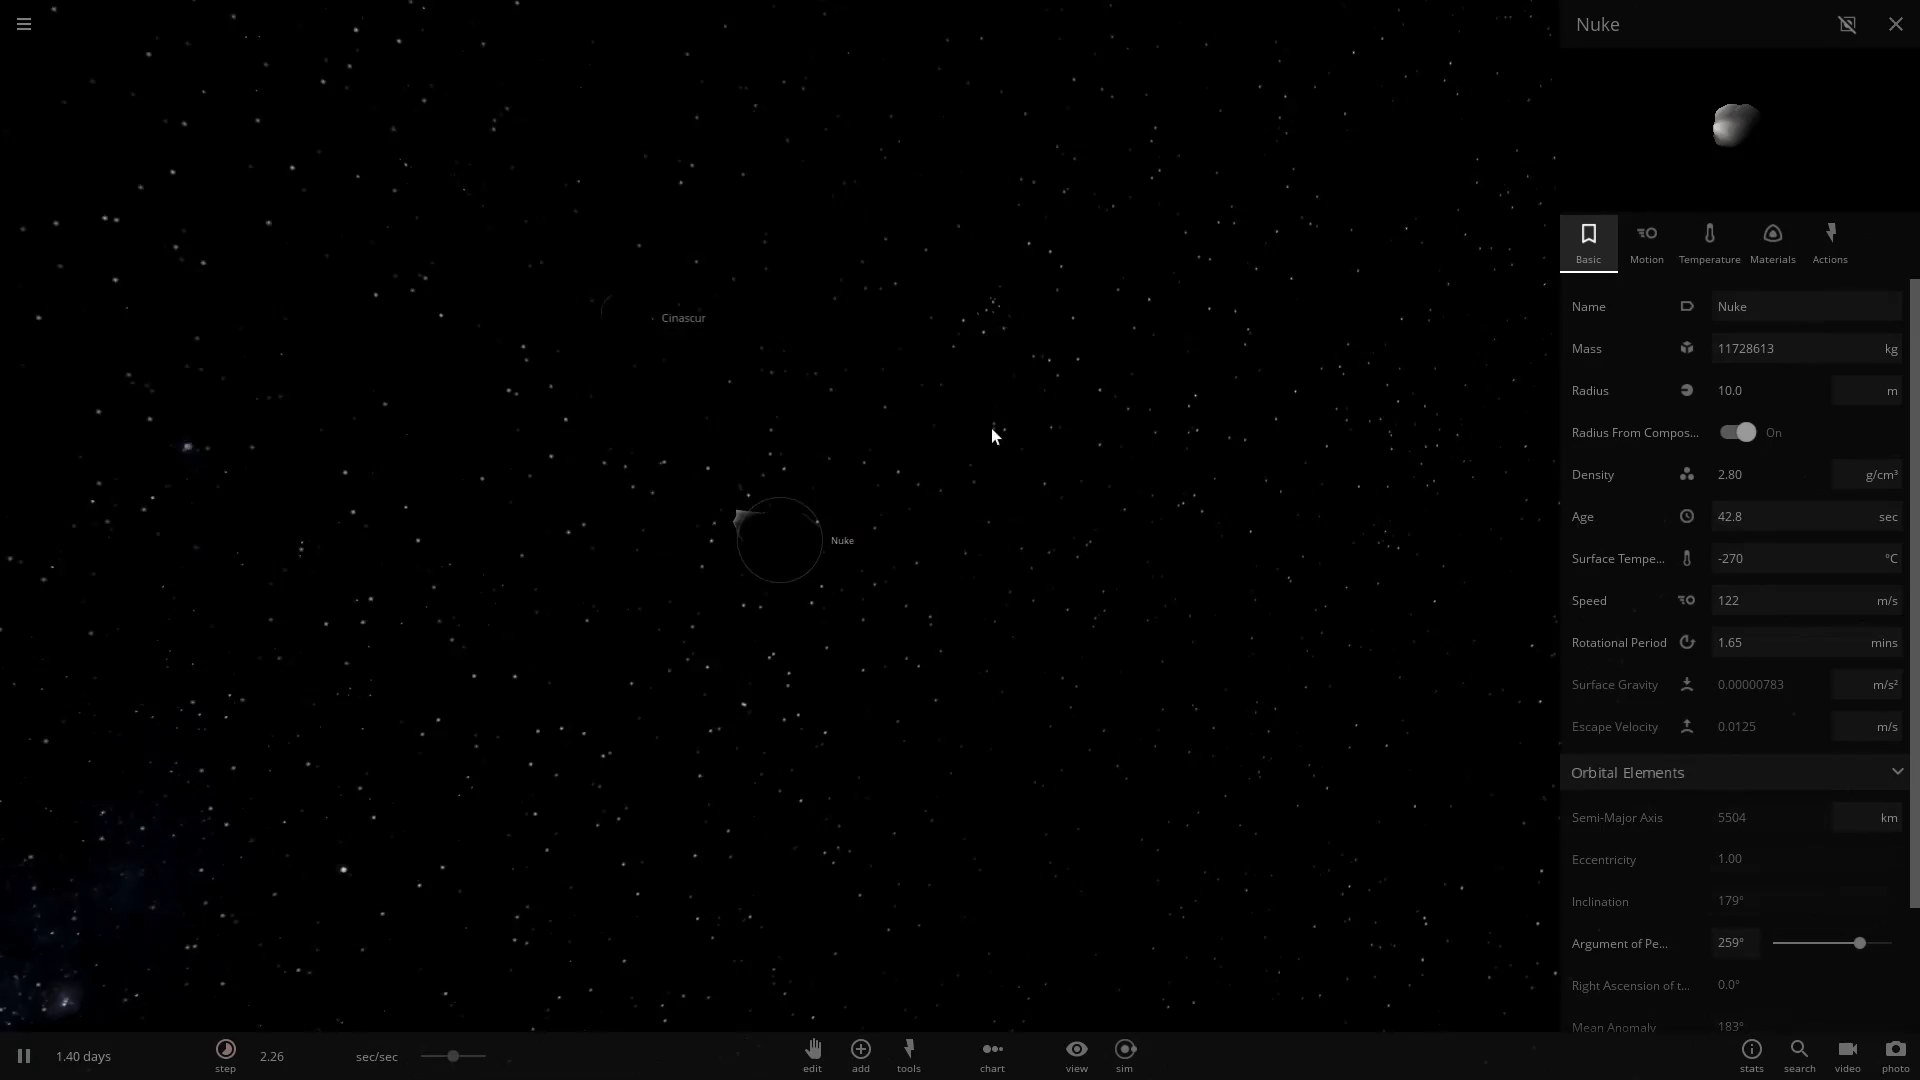 Nuke
Basic
Motion
Temperature
Materials
Actions
Name Nuke
Mass 11728613 kg
Radius 10.0 m
Radius From Compos... On
Density 2.80 g/cm³
Age 42.8 sec
Surface Tempe... -270 °C
Speed 122 m/s
Rotational Period 1.65 mins
Surface Gravity 0.00000783 m/s²
Escape Velocity 0.0125 m/s
Orbital Elements
Semi-Major Axis 5504 km
Eccentricity 1.00
Inclination 179°
Argument of Pe... 259°
Right Ascension of t... 0.0°
Mean Anomaly 183°
Cinascur
Nuke
1.40 days
step
2.26
sec/sec
edit
add
tools
chart
view
sim
stats
search
video
photo